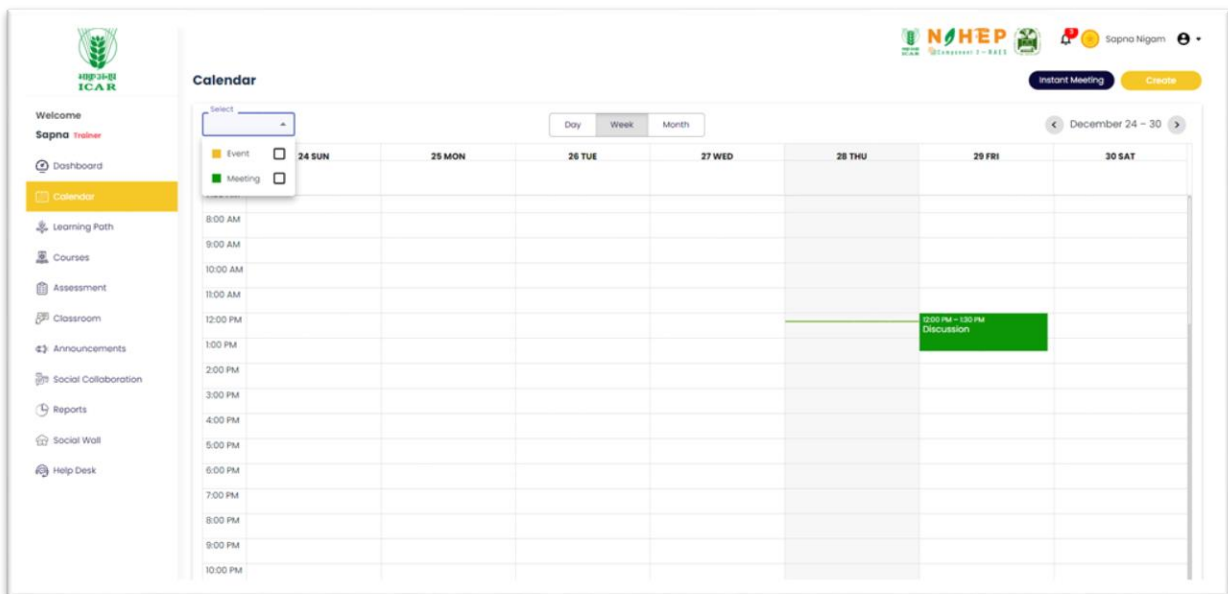 भाकृअनुप
ICAR
NAHEP
Component 2 - RAES
Sapna Nigam
Calendar
Instant Meeting
Create
Welcome
Sapna Trainer
Dashboard
Calendar
Learning Path
Courses
Assessment
Classroom
Announcements
Social Collaboration
Reports
Social Wall
Help Desk
Select
Day Week Month
December 24 – 30
Event
Meeting
24 SUN 25 MON 26 TUE 27 WED 28 THU 29 FRI 30 SAT
8:00 AM
9:00 AM
10:00 AM
11:00 AM
12:00 PM
12:00 PM – 1:30 PM
Discussion
1:00 PM
2:00 PM
3:00 PM
4:00 PM
5:00 PM
6:00 PM
7:00 PM
8:00 PM
9:00 PM
10:00 PM